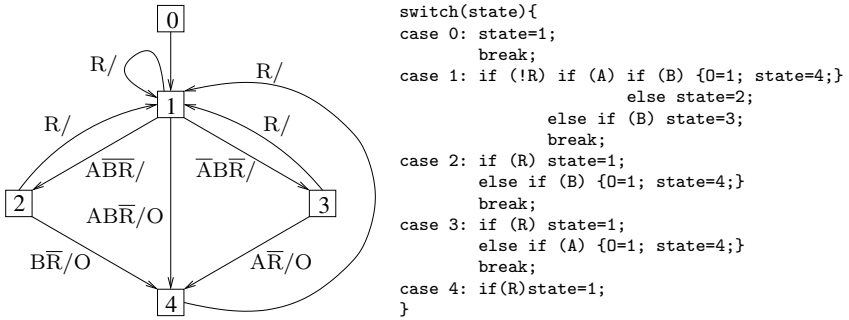 0
R/
R/
1
R/
R/
AB̅R̅/
A̅BR̅/
2
3
ABR̅/O
BR̅/O
AR̅/O
4
switch(state){
case 0: state=1;
break;
case 1: if (!R) if (A) if (B) {O=1; state=4;}
else state=2;
else if (B) state=3;
break;
case 2: if (R) state=1;
else if (B) {O=1; state=4;}
break;
case 3: if (R) state=1;
else if (A) {O=1; state=4;}
break;
case 4: if(R)state=1;
}